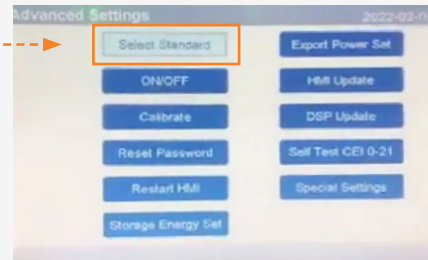 Advanced Settings 2022-02-0
Select Standard
Export Power Set
ON/OFF
HMI Update
Calibrate
DSP Update
Reset Password
Self Test CEI 0-21
Restart HMI
Special Settings
Storage Energy Set